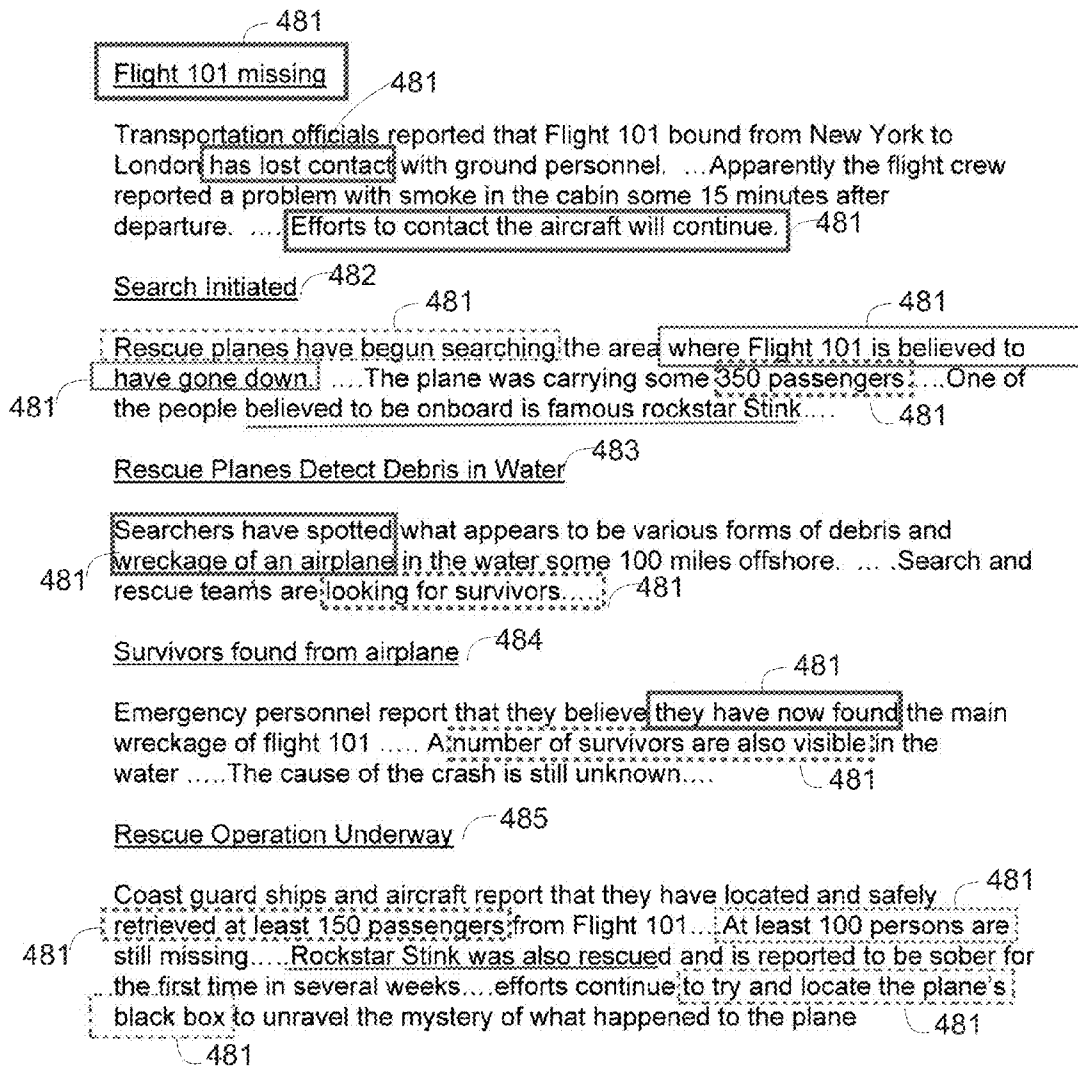 481
Flight 101 missing
481
Transportation officials reported that Flight 101 bound from New York to
London has lost contact with ground personnel. ...Apparently the flight crew
reported a problem with smoke in the cabin some 15 minutes after
departure. ....Efforts to contact the aircraft will continue. 481
Search Initiated 482
481 481
Rescue planes have begun searching the area where Flight 101 is believed to
481 have gone down. ....The plane was carrying some 350 passengers....One of
the people believed to be onboard is famous rockstar Stink.... 481
Rescue Planes Detect Debris in Water 483
Searchers have spotted what appears to be various forms of debris and
481 wreckage of an airplane in the water some 100 miles offshore. ... .Search and
rescue teams are looking for survivors..... 481
Survivors found from airplane 484
481
Emergency personnel report that they believe they have now found the main
wreckage of flight 101 ..... A number of survivors are also visible in the
water .....The cause of the crash is still unknown.... 481
Rescue Operation Underway 485
Coast guard ships and aircraft report that they have located and safely 481
retrieved at least 150 passengers from Flight 101...At least 100 persons are
481 still missing.....Rockstar Stink was also rescued and is reported to be sober for
the first time in several weeks....efforts continue to try and locate the plane's
black box to unravel the mystery of what happened to the plane 481
481